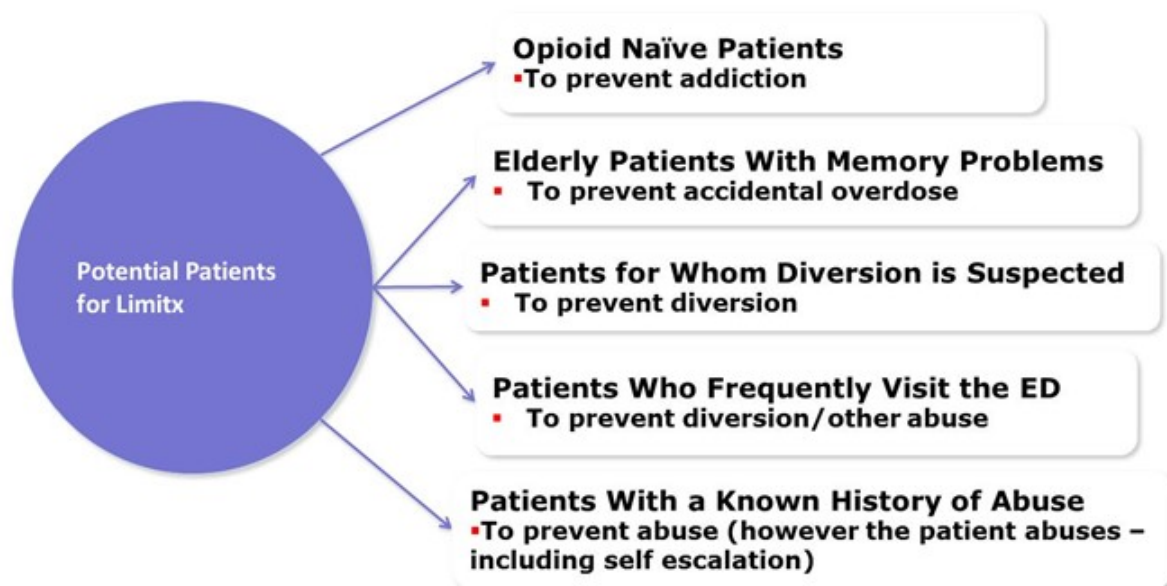 Opioid Naïve Patients
▪To prevent addiction
Elderly Patients With Memory Problems
▪ To prevent accidental overdose
Potential Patients
for Limitx
Patients for Whom Diversion is Suspected
▪ To prevent diversion
Patients Who Frequently Visit the ED
▪ To prevent diversion/other abuse
Patients With a Known History of Abuse
▪To prevent abuse (however the patient abuses –
including self escalation)